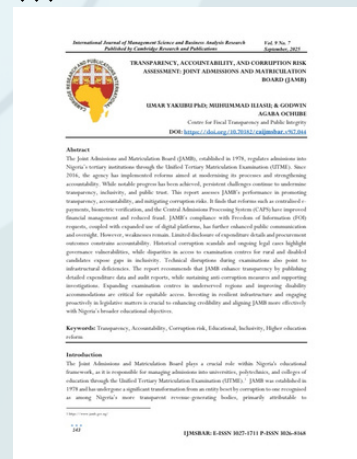 International Journal of Management Science and Business Analysis Research
Vol. 9 No. 7
Published by Cambridge Research and Publications
September, 2025
TRANSPARENCY, ACCOUNTABILITY, AND CORRUPTION RISK
ASSESSMENT: JOINT ADMISSIONS AND MATRICULATION
BOARD (JAMB)
UMAR YAKUBU PhD; MUHUMMAD ILIASU; & GODWIN
AGABA OCHUBE
Centre for Fiscal Transparency and Public Integrity
DOI: https://doi.org/10.70382/caijmsbar.v9i7.044
Abstract
The Joint Admissions and Matriculation Board (JAMB), established in 1978, regulates admissions into
Nigeria's tertiary institutions through the Unified Tertiary Matriculation Examination (UTME). Since
2016, the agency has implemented reforms aimed at modernising its processes and strengthening
accountability. While notable progress has been achieved, persistent challenges continue to undermine
transparency, inclusivity, and public trust. This report assesses JAMB's performance in promoting
transparency, accountability, and mitigating corruption risks. It finds that reforms such as centralised e-
payments, biometric verification, and the Central Admissions Processing System (CAPS) have improved
financial management and reduced fraud. JAMB's compliance with Freedom of Information (FOI)
requests, coupled with expanded use of digital platforms, has further enhanced public communication
and oversight. However, weaknesses remain. Limited disclosure of expenditure details and procurement
outcomes constrains accountability. Historical corruption scandals and ongoing legal cases highlight
governance vulnerabilities, while disparities in access to examination centres for rural and disabled
candidates expose gaps in inclusivity. Technical disruptions during examinations also point to
infrastructural deficiencies. The report recommends that JAMB enhance transparency by publishing
detailed expenditure data and audit reports, while sustaining anti-corruption measures and supporting
investigations. Expanding examination centres in underserved regions and improving disability
accommodations are critical for equitable access. Investing in resilient infrastructure and engaging
proactively in legislative matters is crucial to enhancing credibility and aligning JAMB more effectively
with Nigeria's broader educational objectives.
Keywords: Transparency, Accountability, Corruption risk, Educational, Inclusivity, Higher education
reform
Introduction
The Joint Admissions and Matriculation Board plays a crucial role within Nigeria's educational
framework, as it is responsible for managing admissions into universities, polytechnics, and colleges of
education through the Unified Tertiary Matriculation Examination (UTME).¹ JAMB was established in
1978 and has undergone a significant transformation from an entity beset by corruption to one recognised
as among Nigeria's more transparent revenue-generating bodies, primarily attributable to
143
IJMSBAR: E-ISSN 3027-1711 P-ISSN 3026-8168